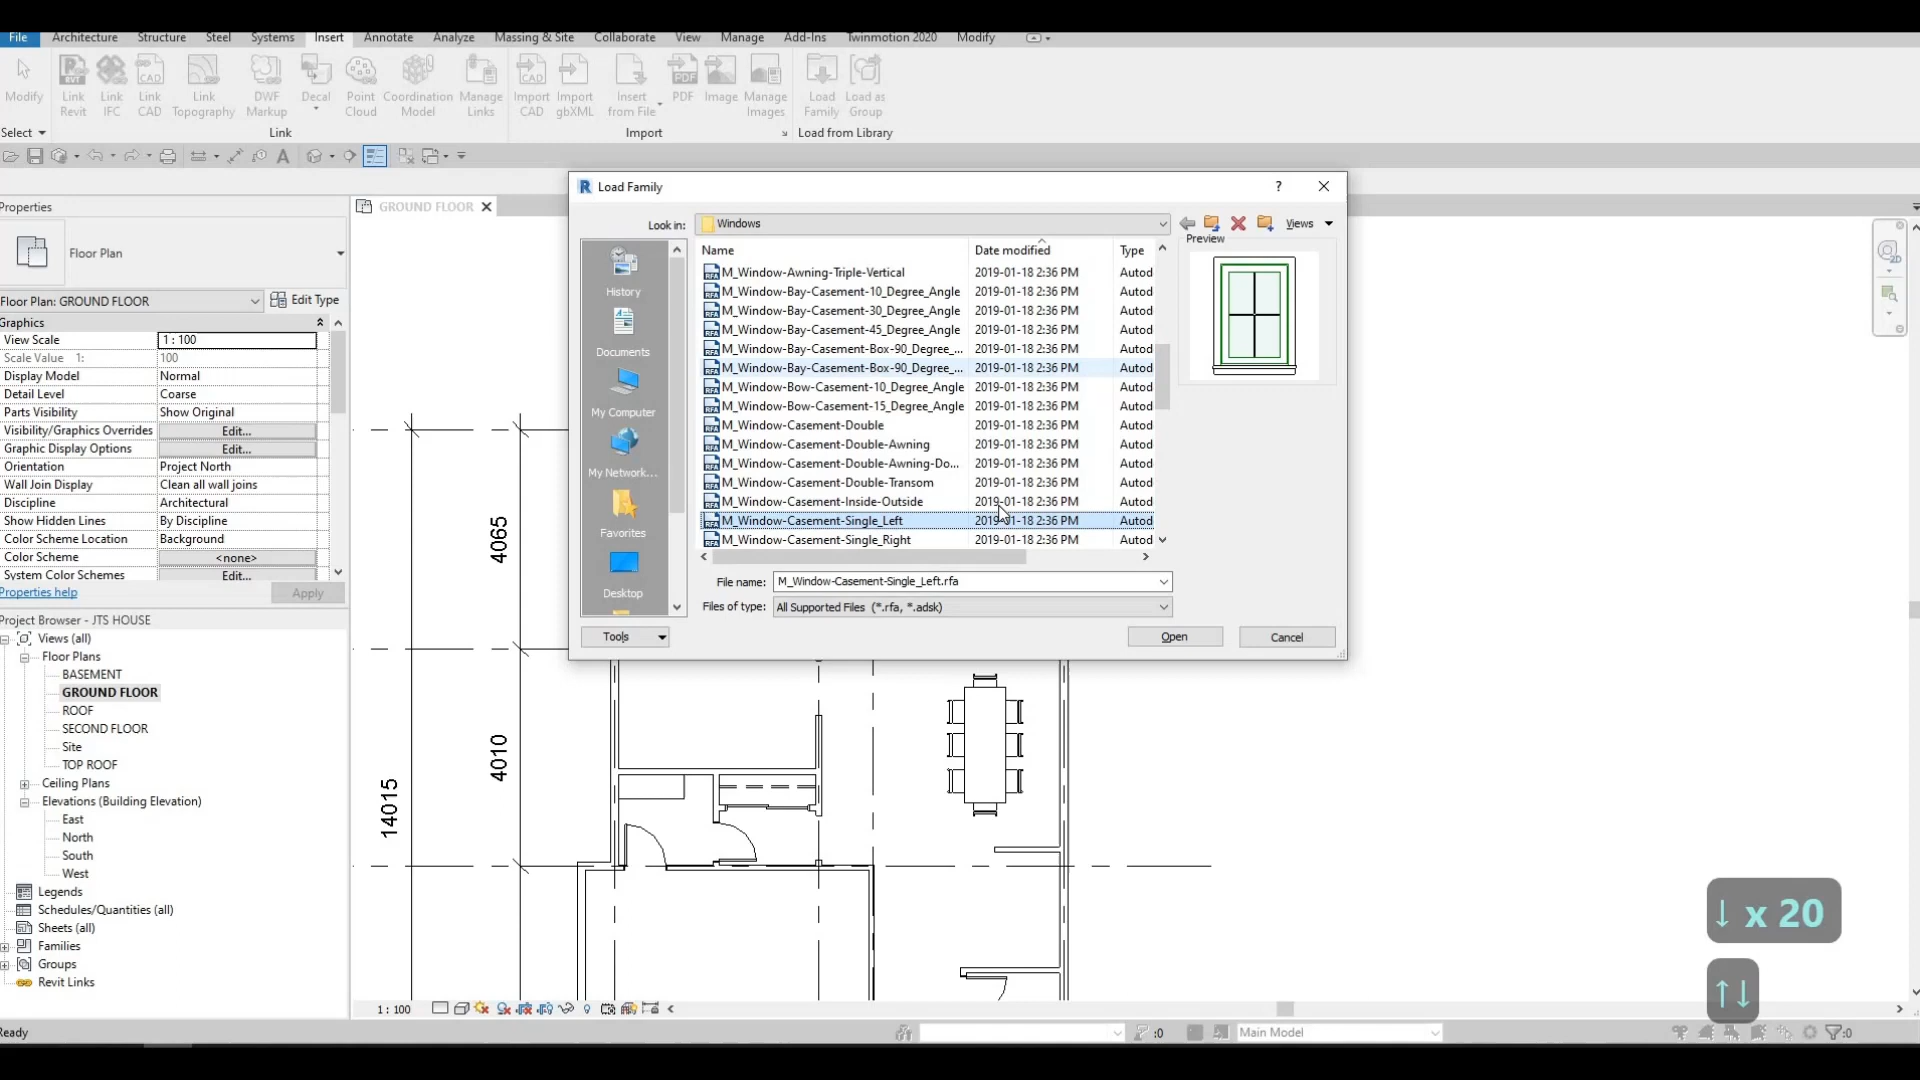 File Architecture Structure Steel Systems Insert Annotate Analyze Massing & Site Collaborate View Manage Add-Ins Twinmotion 2020 Modify
Modify
Link Revit
Link IFC
Link CAD
Link Topography
DWF Markup
Decal
Point Cloud
Coordination Model
Manage Links
Import CAD
Import gbXML
Insert from File
PDF
Image
Manage Images
Load Family
Load as Group
Select
Link
Import
Load from Library
Properties
Floor Plan
Floor Plan: GROUND FLOOR
Edit Type
Graphics
View Scale 1 : 100
Scale Value 1: 100
Display Model Normal
Detail Level Coarse
Parts Visibility Show Original
Visibility/Graphics Overrides Edit...
Graphic Display Options Edit...
Orientation Project North
Wall Join Display Clean all wall joins
Discipline Architectural
Show Hidden Lines By Discipline
Color Scheme Location Background
Color Scheme <none>
System Color Schemes Edit...
Properties help
Apply
Project Browser - JTS HOUSE
Views (all)
Floor Plans
BASEMENT
GROUND FLOOR
ROOF
SECOND FLOOR
Site
TOP ROOF
Ceiling Plans
Elevations (Building Elevation)
East
North
South
West
Legends
Schedules/Quantities (all)
Sheets (all)
Families
Groups
Revit Links
GROUND FLOOR
4065
4010
14015
Load Family
?
Look in: Windows
Views
History
Documents
My Computer
My Network...
Favorites
Desktop
Name Date modified Type
M_Window-Awning-Triple-Vertical 2019-01-18 2:36 PM Autod
M_Window-Bay-Casement-10_Degree_Angle 2019-01-18 2:36 PM Autod
M_Window-Bay-Casement-30_Degree_Angle 2019-01-18 2:36 PM Autod
M_Window-Bay-Casement-45_Degree_Angle 2019-01-18 2:36 PM Autod
M_Window-Bay-Casement-Box-90_Degree_... 2019-01-18 2:36 PM Autod
M_Window-Bay-Casement-Box-90_Degree_... 2019-01-18 2:36 PM Autod
M_Window-Bow-Casement-10_Degree_Angle 2019-01-18 2:36 PM Autod
M_Window-Bow-Casement-15_Degree_Angle 2019-01-18 2:36 PM Autod
M_Window-Casement-Double 2019-01-18 2:36 PM Autod
M_Window-Casement-Double-Awning 2019-01-18 2:36 PM Autod
M_Window-Casement-Double-Awning-Do... 2019-01-18 2:36 PM Autod
M_Window-Casement-Double-Transom 2019-01-18 2:36 PM Autod
M_Window-Casement-Inside-Outside 2019-01-18 2:36 PM Autod
M_Window-Casement-Single_Left 2019-01-18 2:36 PM Autod
M_Window-Casement-Single_Right 2019-01-18 2:36 PM Autod
Preview
File name: M_Window-Casement-Single_Left.rfa
Files of type: All Supported Files (*.rfa, *.adsk)
Tools
Open
Cancel
↓ x 20
↑↓
1 : 100
Ready
:0
Main Model
:0